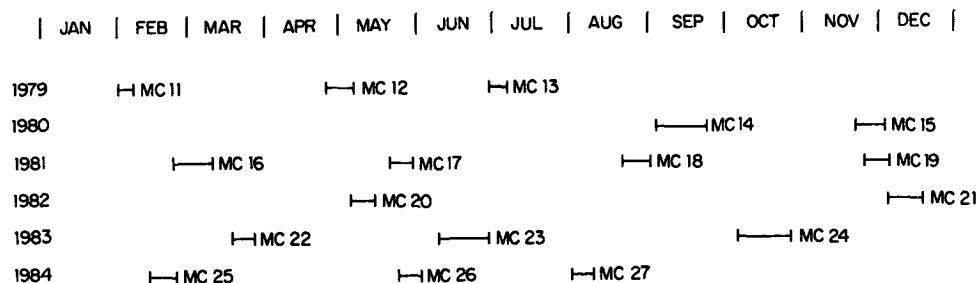 JAN FEB MAR APR MAY JUN JUL AUG SEP OCT NOV DEC
1979 MC 11 MC 12 MC 13
1980 MC 14 MC 15
1981 MC 16 MC 17 MC 18 MC 19
1982 MC 20 MC 21
1983 MC 22 MC 23 MC 24
1984 MC 25 MC 26 MC 27